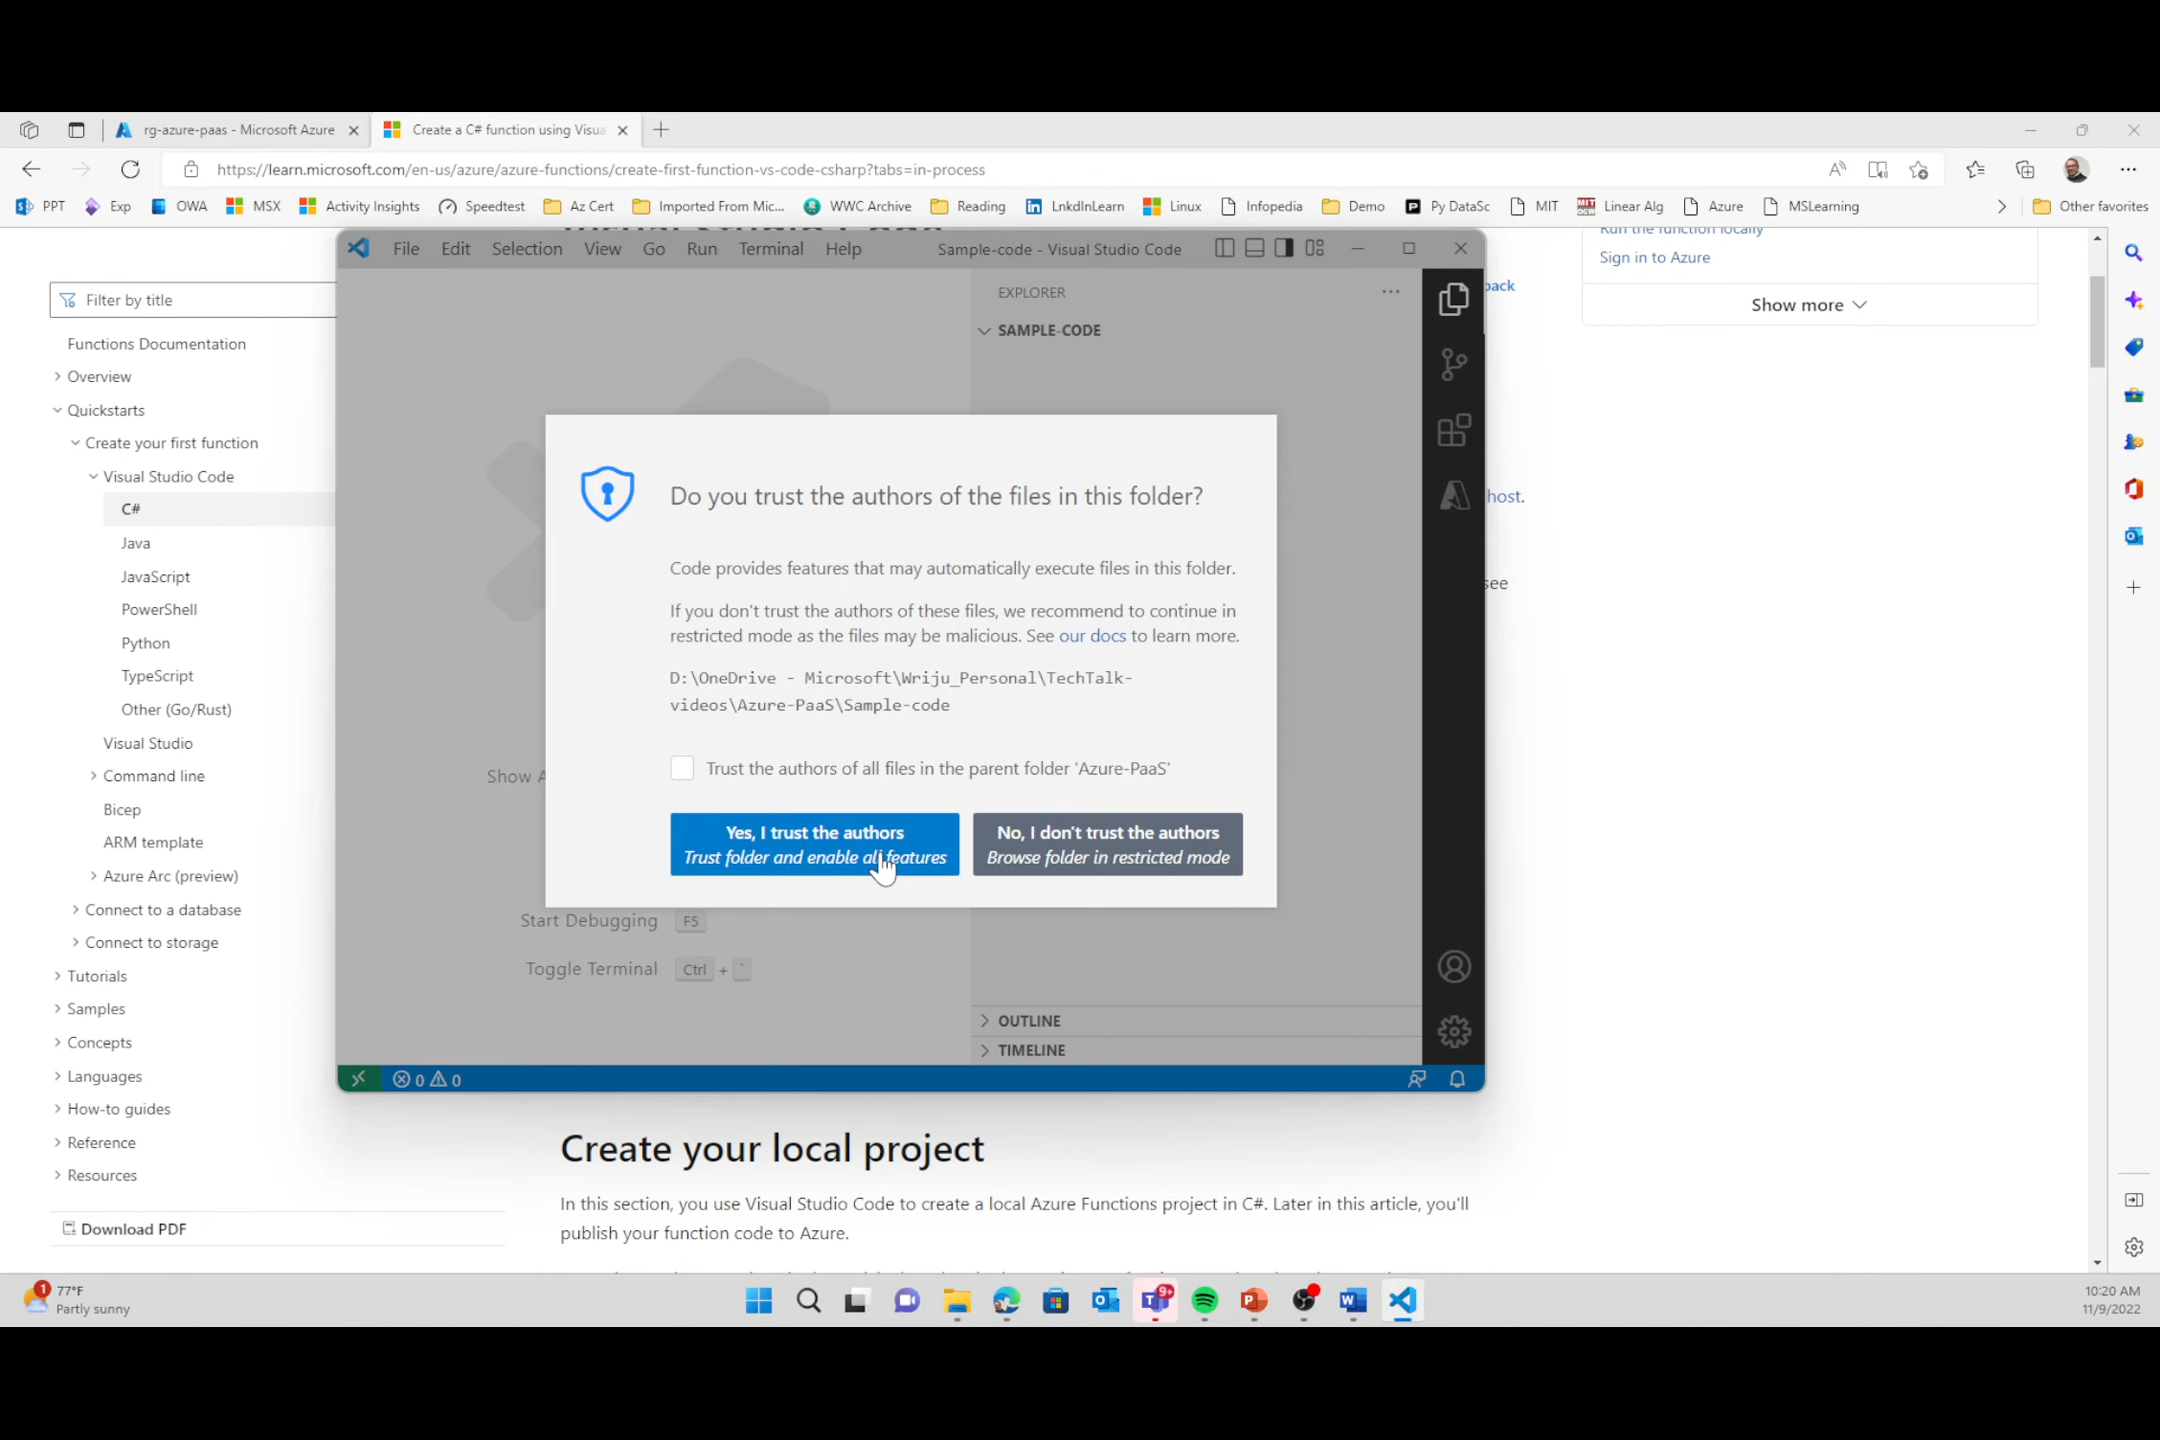 rg-azure-paas - Microsoft Azure
Create a C# function using Visua
https://learn.microsoft.com/en-us/azure/azure-functions/create-first-function-vs-code-csharp?tabs=in-process
PPT Exp OWA MSX Activity Insights Speedtest Az Cert Imported From Mic... WWC Archive Reading LnkdInLearn Linux Infopedia Demo Py DataSc MIT Linear Alg Azure MSLearning Other favorites
Run the function locally
Sign in to Azure
Show more
Filter by title
Functions Documentation
Overview
Quickstarts
Create your first function
Visual Studio Code
C#
Java
JavaScript
PowerShell
Python
TypeScript
Other (Go/Rust)
Visual Studio
Command line
Bicep
ARM template
Azure Arc (preview)
Connect to a database
Connect to storage
Tutorials
Samples
Concepts
Languages
How-to guides
Reference
Resources
Download PDF
File Edit Selection View Go Run Terminal Help
Sample-code - Visual Studio Code
EXPLORER
SAMPLE-CODE
Do you trust the authors of the files in this folder?
Code provides features that may automatically execute files in this folder.
If you don't trust the authors of these files, we recommend to continue in
restricted mode as the files may be malicious. See our docs to learn more.
D:\OneDrive - Microsoft\Wriju_Personal\TechTalk-
videos\Azure-PaaS\Sample-code
Trust the authors of all files in the parent folder 'Azure-PaaS'
Yes, I trust the authors
Trust folder and enable all features
No, I don't trust the authors
Browse folder in restricted mode
Show A
Start Debugging F5
Toggle Terminal Ctrl + `
OUTLINE
TIMELINE
0 0
back
host.
see
Create your local project
In this section, you use Visual Studio Code to create a local Azure Functions project in C#. Later in this article, you'll
publish your function code to Azure.
1
77°F
Partly sunny
9+
10:20 AM
11/9/2022